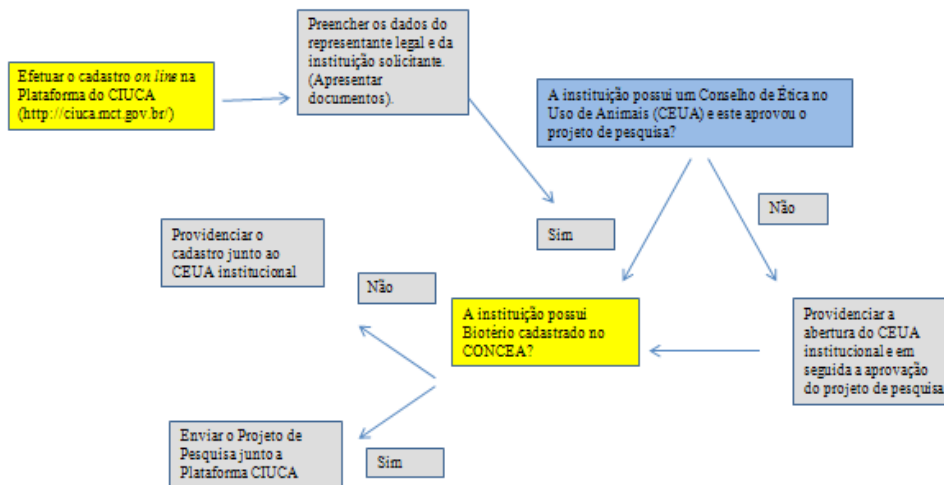 Preencher os dados do
representante legal e da
instituição solicitante.
(Apresentar
documentos).
Efetuar o cadastro on line na
Plataforma do CIUCA
(http://ciuca.mct.gov.br/)
A instituição possui um Conselho de Ética no
Uso de Animais (CEUA) e este aprovou o
projeto de pesquisa?
Não
Sim
Providenciar o
cadastro junto ao
CEUA institucional
Não
A instituição possui
Biotério cadastrado no
CONCEA?
Providenciar a
abertura do CEUA
institucional e em
seguida a aprovação
do projeto de pesquisa
Enviar o Projeto de
Pesquisa junto a
Plataforma CIUCA
Sim